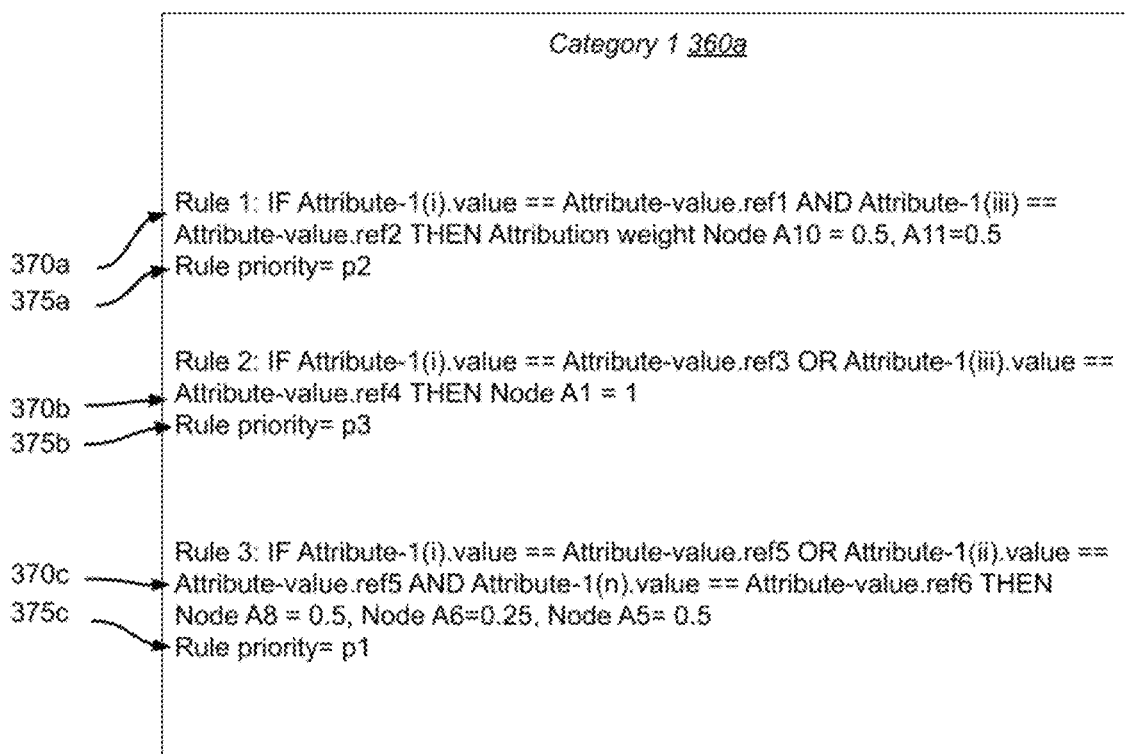 Category 1 360a
Rule 1: IF Attribute-1(i).value == Attribute-value.ref1 AND Attribute-1(iii) ==
Attribute-value.ref2 THEN Attribution weight Node A10 = 0.5, A11=0.5
370a
Rule priority= p2
375a
Rule 2: IF Attribute-1(i).value == Attribute-value.ref3 OR Attribute-1(iii).value ==
Attribute-value.ref4 THEN Node A1 = 1
370b
Rule priority= p3
375b
Rule 3: IF Attribute-1(i).value == Attribute-value.ref5 OR Attribute-1(ii).value ==
370c
Attribute-value.ref5 AND Attribute-1(n).value == Attribute-value.ref6 THEN
375c
Node A8 = 0.5, Node A6=0.25, Node A5= 0.5
Rule priority= p1